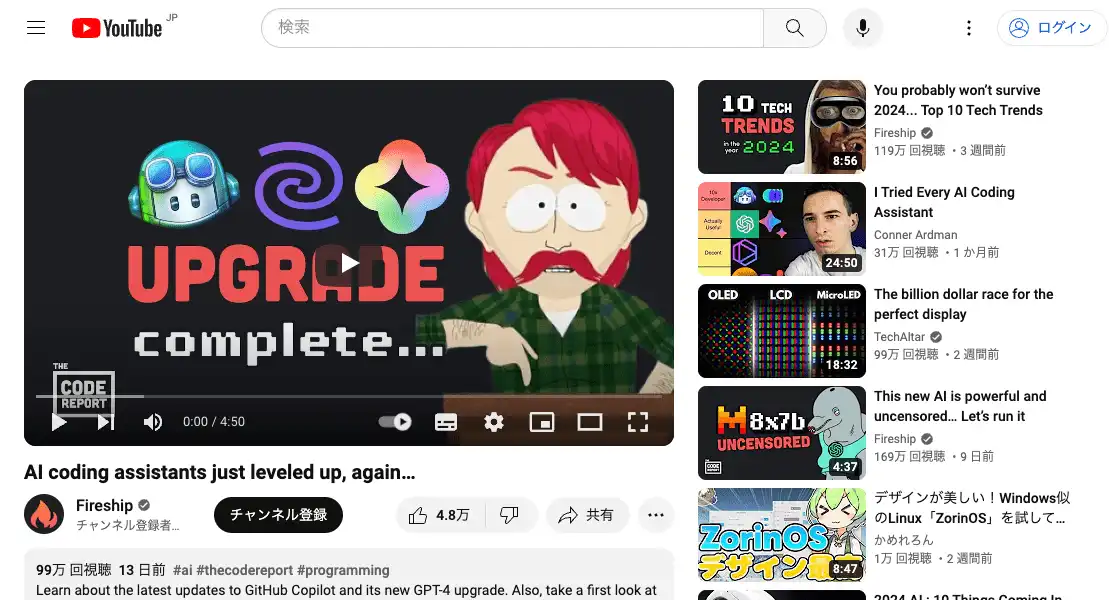 YouTube JP
検索
ログイン
UPGRADE
complete...
THE
CODE
REPORT
0:00 / 4:50
AI coding assistants just leveled up, again…
Fireship
チャンネル登録者…
チャンネル登録
4.8万
共有
99万 回視聴 13 日前 #ai #thecodereport #programming
Learn about the latest updates to GitHub Copilot and its new GPT-4 upgrade. Also, take a first look at
10 TECH
TRENDS
in the
year 2024
8:56
You probably won’t survive
2024... Top 10 Tech Trends
Fireship
119万 回視聴 ・3 週間前
10x
Developer
Actually
Useful
Decent
24:50
I Tried Every AI Coding
Assistant
Conner Ardman
31万 回視聴 ・1 か月前
OLED LCD MicroLED
18:32
The billion dollar race for the
perfect display
TechAltar
99万 回視聴 ・2 週間前
8x7b
UNCENSORED
CODE
4:37
This new AI is powerful and
uncensored… Let’s run it
Fireship
169万 回視聴 ・9 日前
ZorinOS
デザイン最高
8:47
デザインが美しい！Windows似
のLinux「ZorinOS」を試して…
かめれろん
1万 回視聴 ・2 週間前
2024 AI : 10 Things Coming In